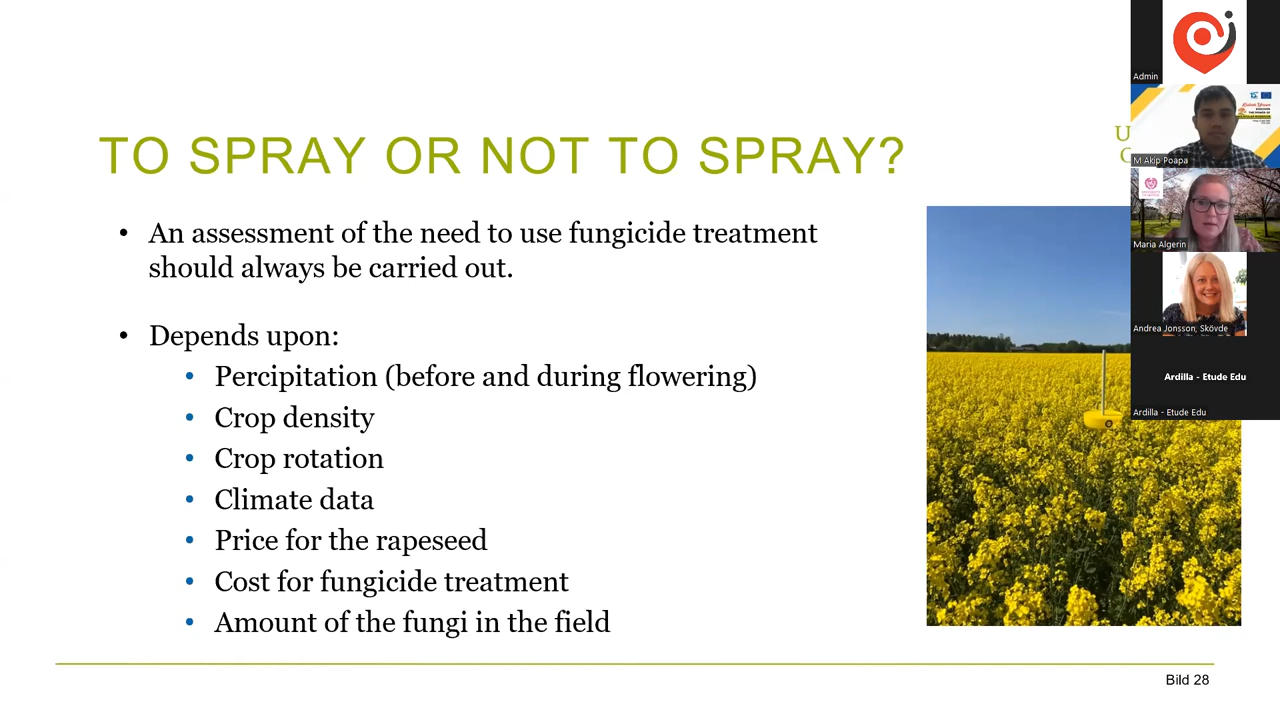 TO SPRAY OR NOT TO SPRAY?
• An assessment of the need to use fungicide treatment
should always be carried out.
• Depends upon:
• Percipitation (before and during flowering)
• Crop density
• Crop rotation
• Climate data
• Price for the rapeseed
• Cost for fungicide treatment
• Amount of the fungi in the field
Bild 28
Admin
M Akip Poapa
Maria Algerin
Andrea Jonsson, Skövde
Ardilla - Etude Edu
Ardilla - Etude Edu